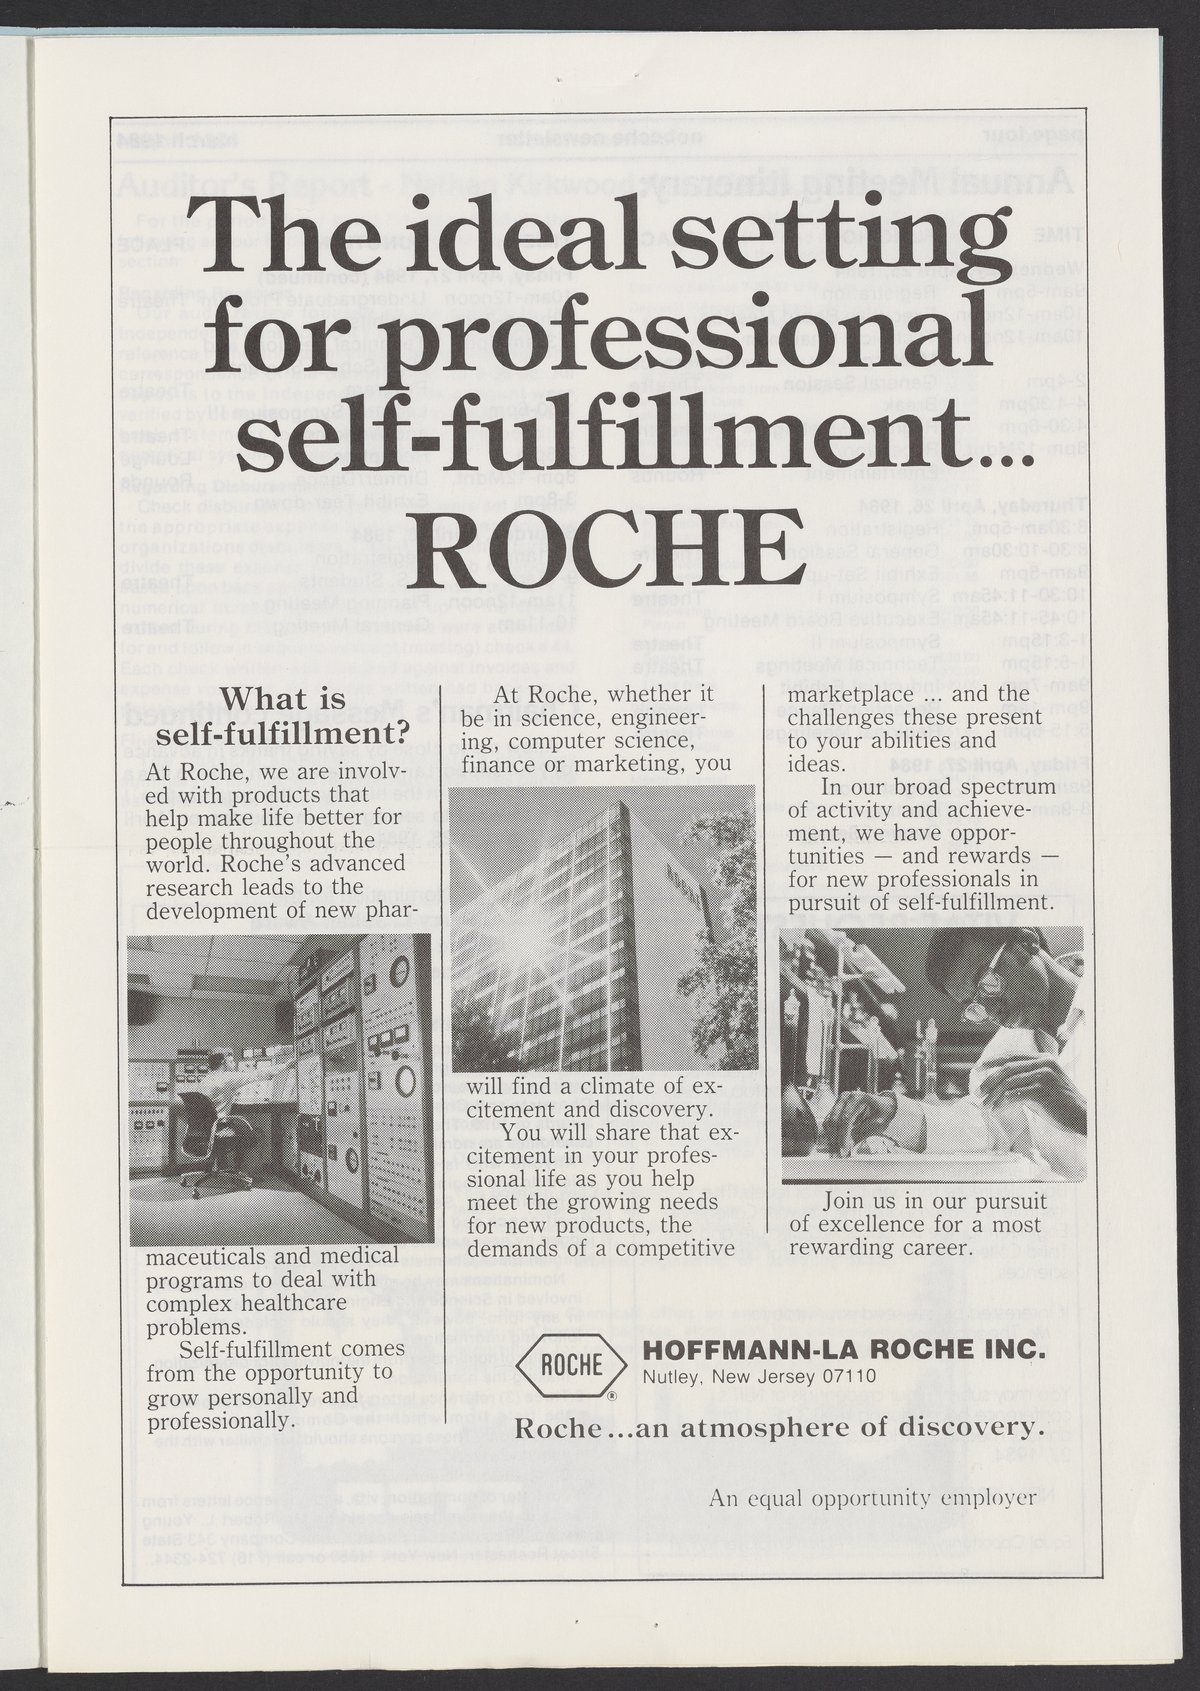 The ideal setting
for professional
self-fulfillment...
ROCHE
What is
self-fulfillment?
At Roche, we are involv-
ed with products that
help make life better for
people throughout the
world. Roche's advanced
research leads to the
development of new phar-
maceuticals and medical
programs to deal with
complex healthcare
problems.
Self-fulfillment comes
from the opportunity to
grow personally and
professionally.
At Roche, whether it
be in science, engineer-
ing, computer science,
finance or marketing, you
will find a climate of ex-
citement and discovery.
You will share that ex-
citement in your profes-
sional life as you help
meet the growing needs
for new products, the
demands of a competitive
marketplace ... and the
challenges these present
to your abilities and
ideas.
In our broad spectrum
of activity and achieve-
ment, we have oppor-
tunities — and rewards —
for new professionals in
pursuit of self-fulfillment.
Join us in our pursuit
of excellence for a most
rewarding career.
ROCHE ®
HOFFMANN-LA ROCHE INC.
Nutley, New Jersey 07110
Roche...an atmosphere of discovery.
An equal opportunity employer